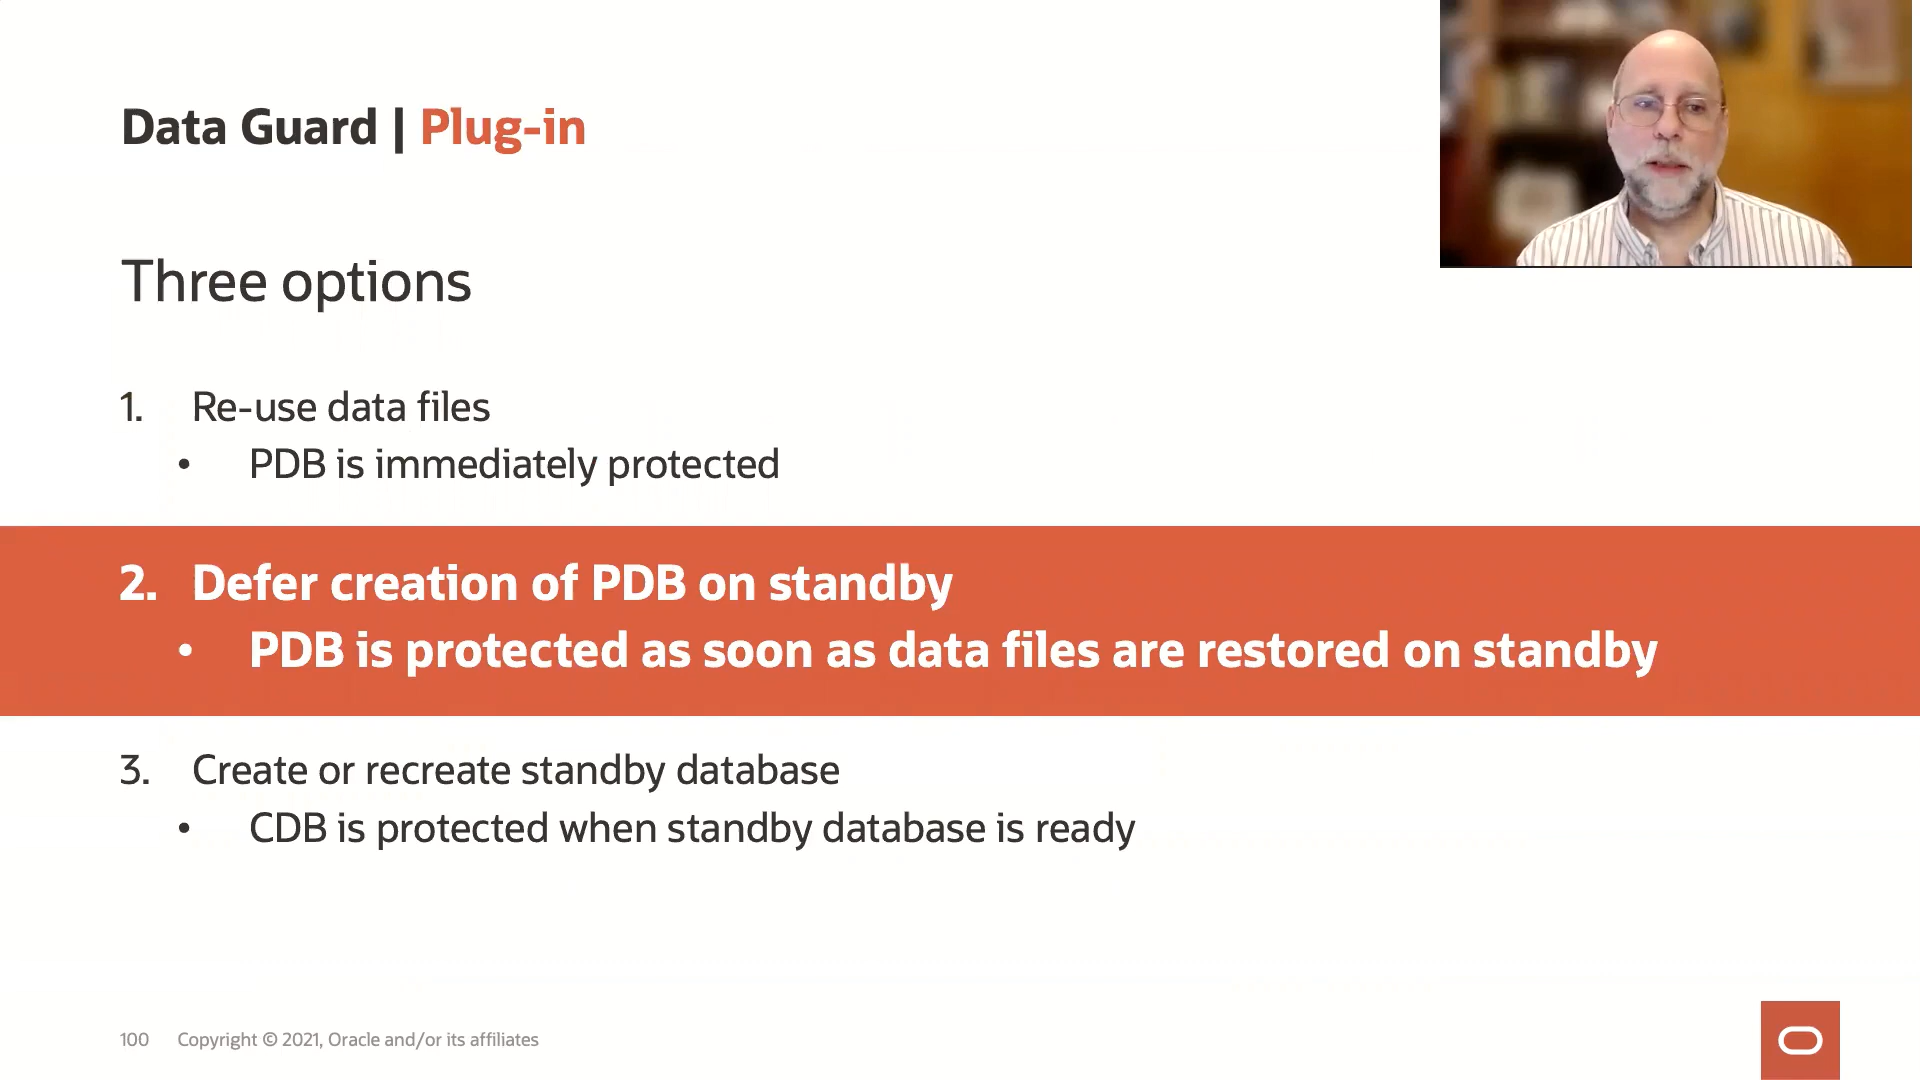 Data Guard | Plug-in
Three options
1. Re-use data files
• PDB is immediately protected
2. Defer creation of PDB on standby
• PDB is protected as soon as data files are restored on standby
3. Create or recreate standby database
• CDB is protected when standby database is ready
100 Copyright © 2021, Oracle and/or its affiliates